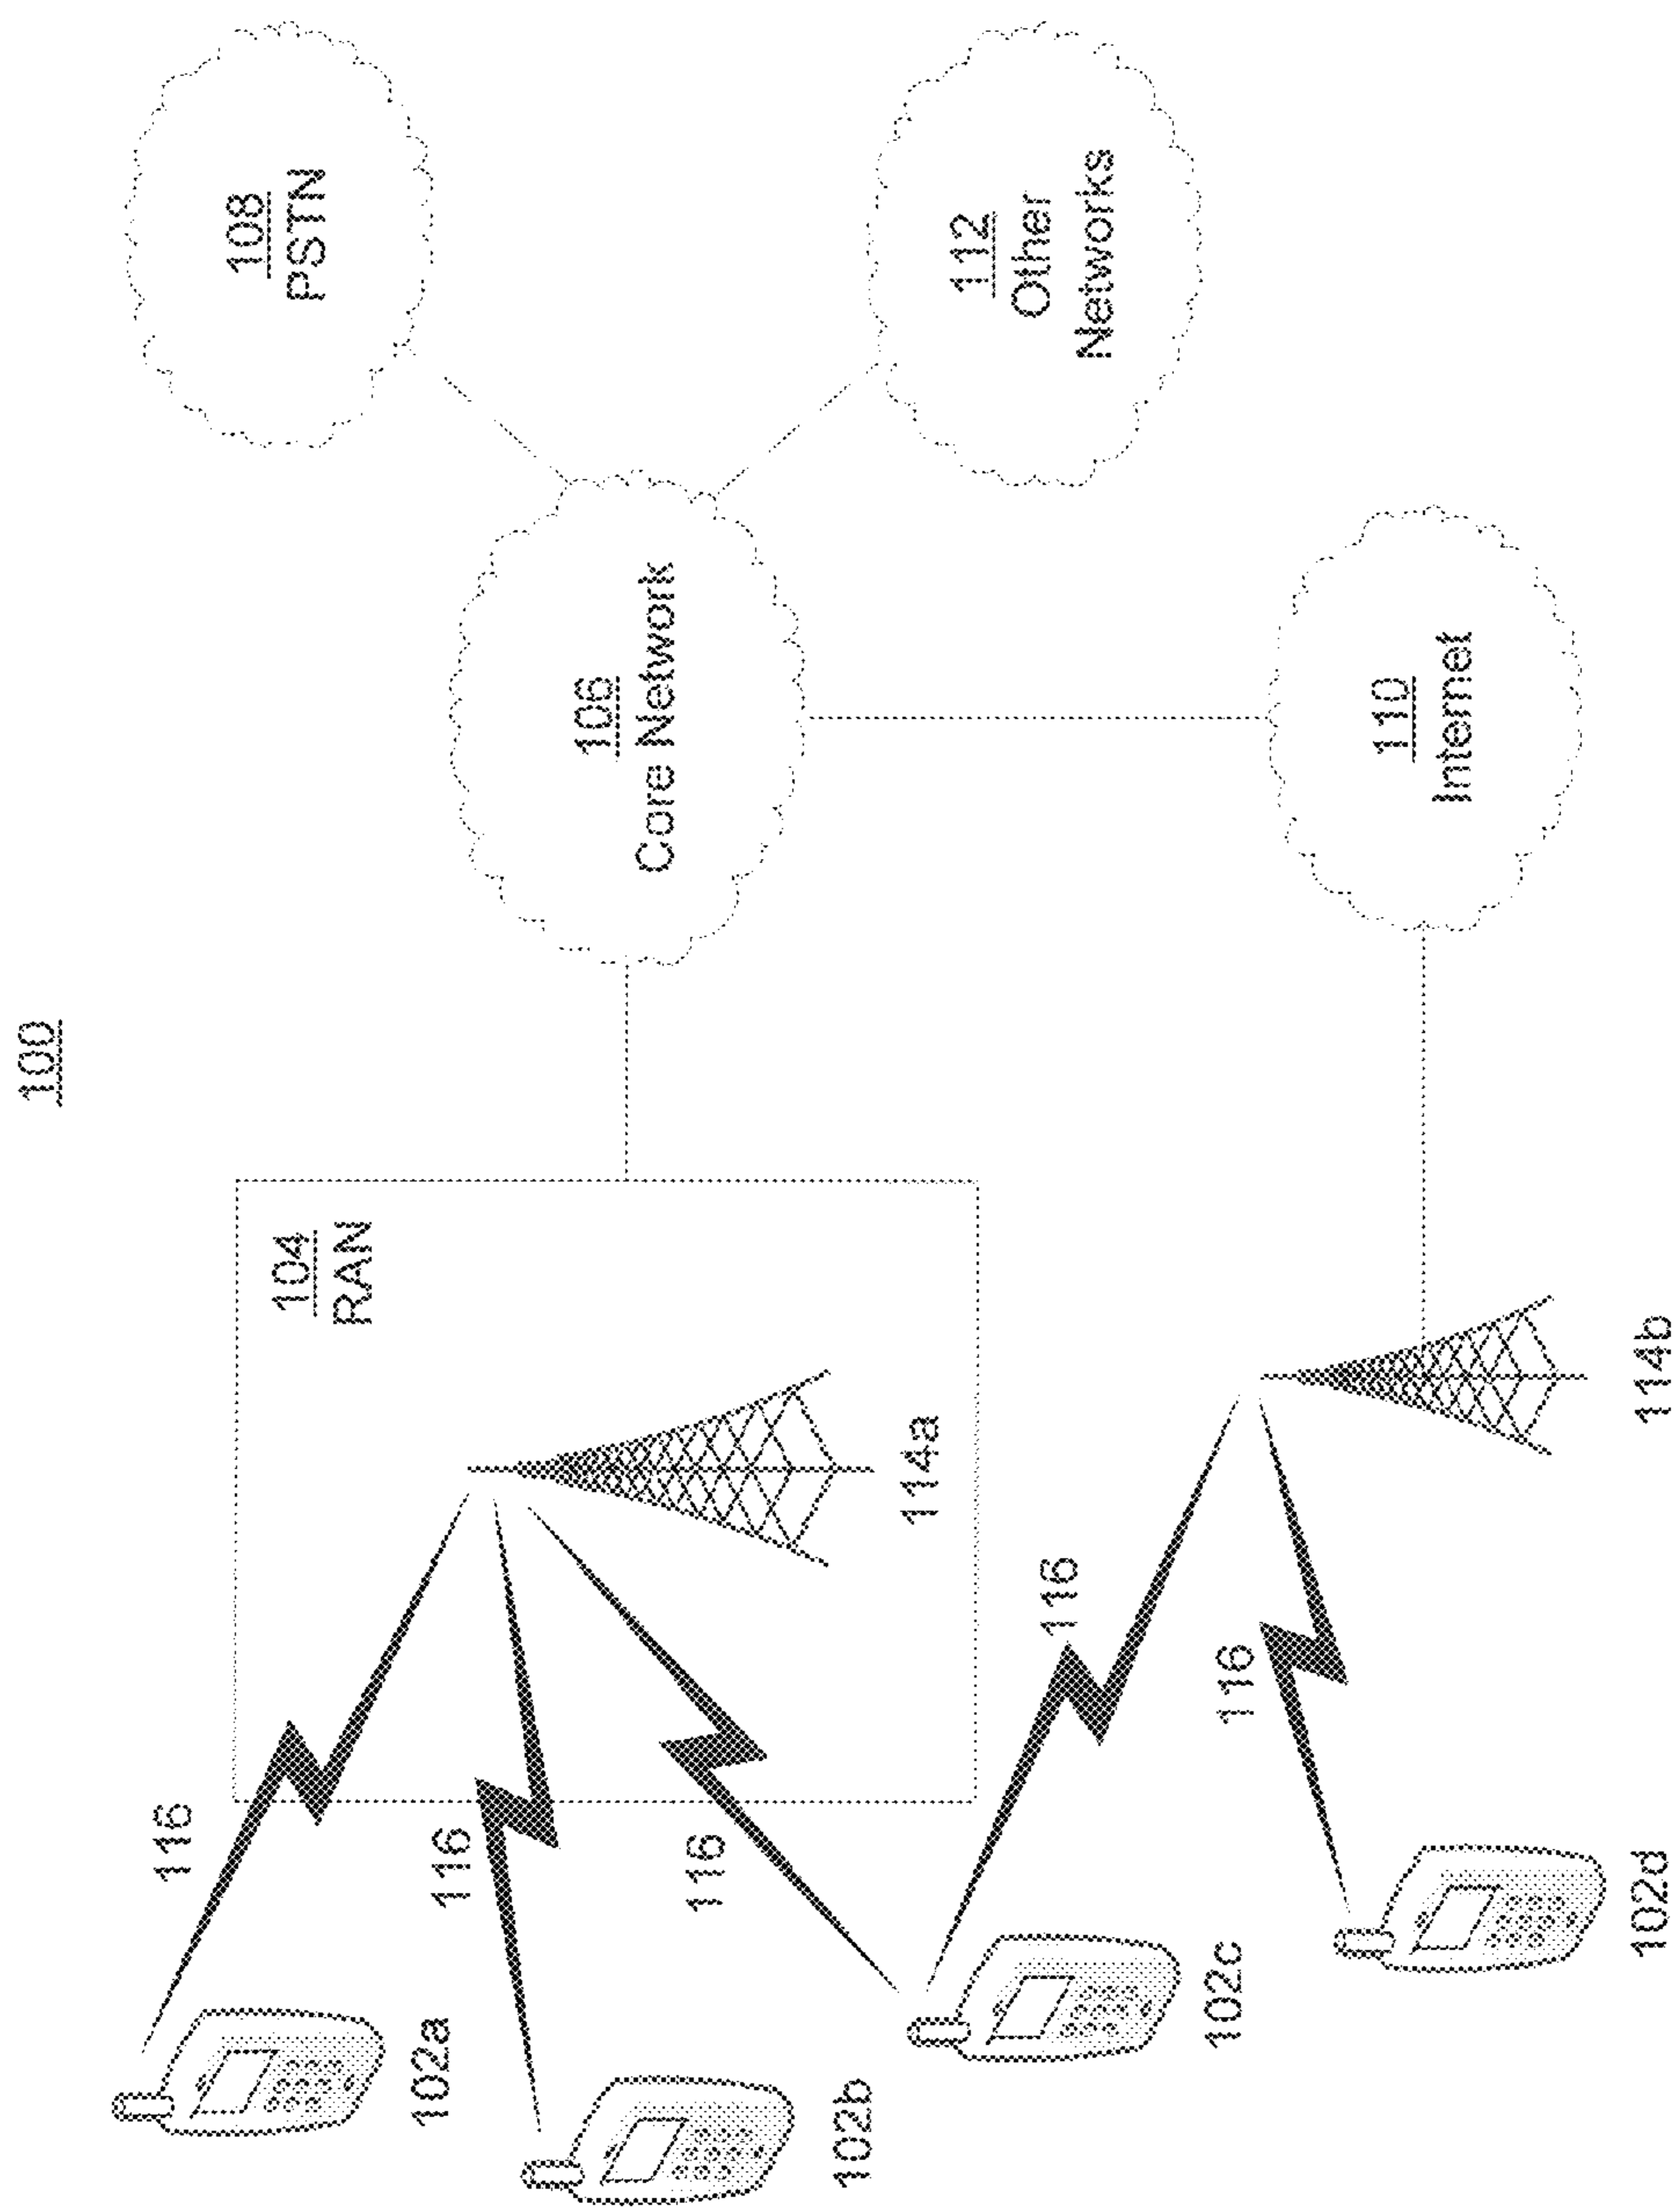 100
108
PSTN
106
Core Network
112
Other
Networks
104
RAN
110
Internet
116
116
116
114a
116
116
114b
102a
102b
102c
102d